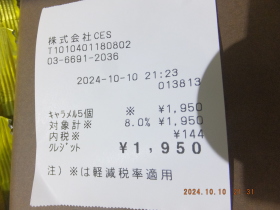 株式会社CES
T1010401180802
03-6691-2036
2024-10-10 21:23
013813
キャラメル5個 ※ ¥1,950
対象計※ 8.0% ¥1,950
内税※ ¥144
クレジット ¥1,950
注)※は軽減税率適用
2024.10.10 :31